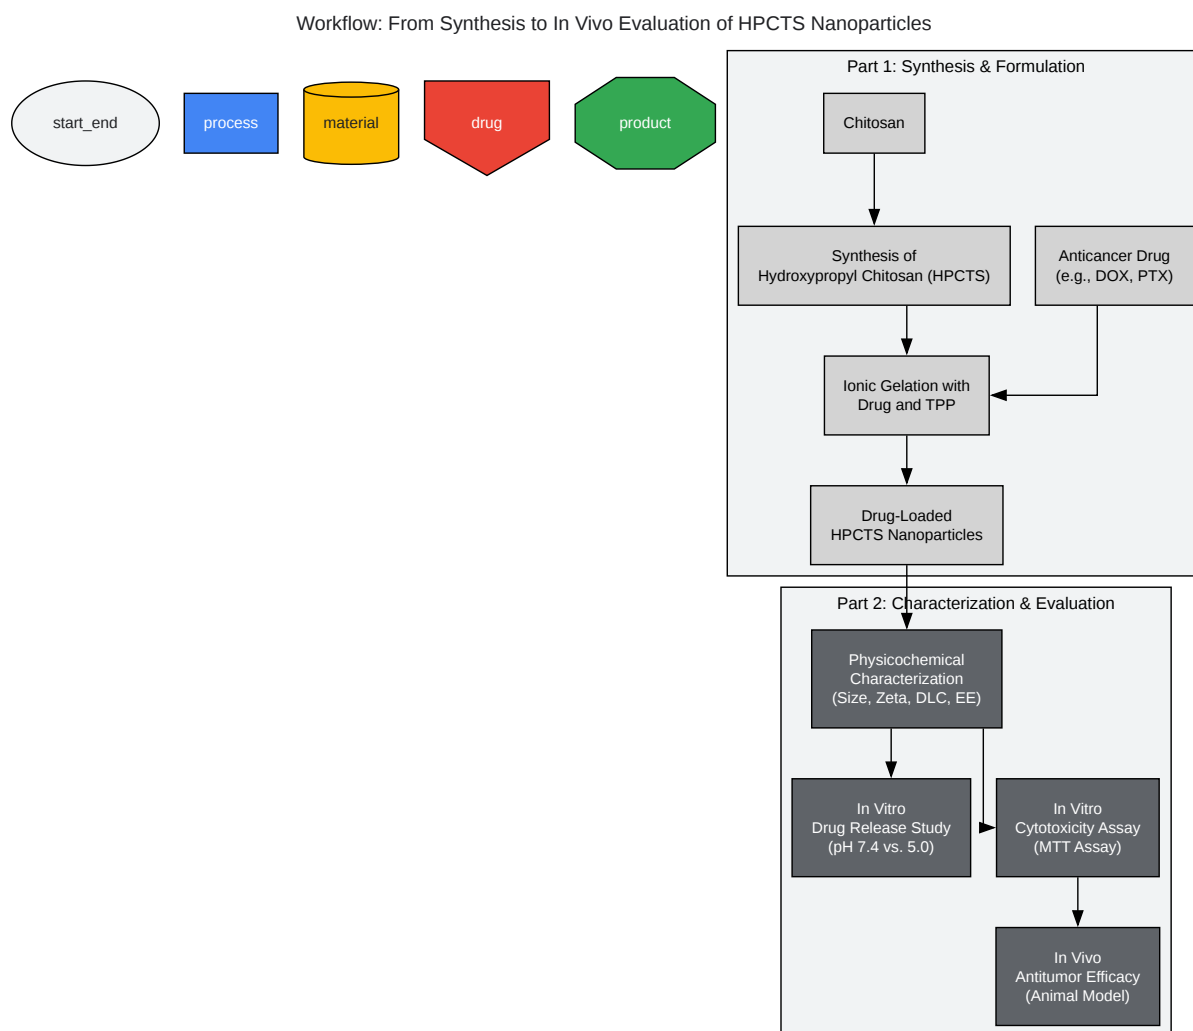 Workflow: From Synthesis to In Vivo Evaluation of HPCTS Nanoparticles
start_end
process
material
drug
product
Part 1: Synthesis & Formulation
Chitosan
Synthesis of
Hydroxypropyl Chitosan (HPCTS)
Anticancer Drug
(e.g., DOX, PTX)
Ionic Gelation with
Drug and TPP
Drug-Loaded
HPCTS Nanoparticles
Part 2: Characterization & Evaluation
Physicochemical
Characterization
(Size, Zeta, DLC, EE)
In Vitro
Drug Release Study
(pH 7.4 vs. 5.0)
In Vitro
Cytotoxicity Assay
(MTT Assay)
In Vivo
Antitumor Efficacy
(Animal Model)